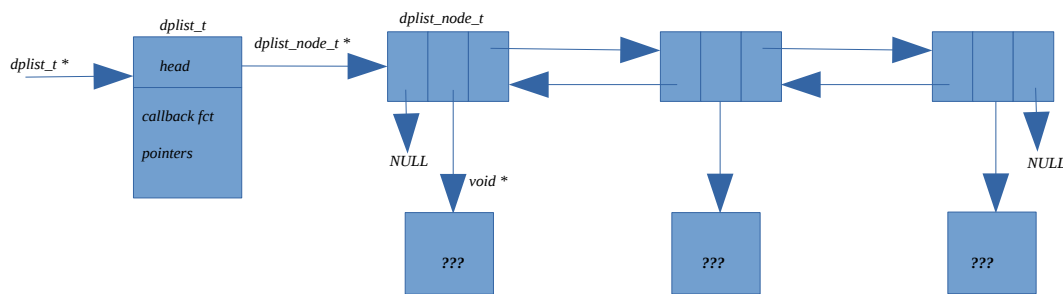 dplist_t
dplist_node_t
dplist_node_t *
dplist_t *
head
callback fct
pointers
NULL
void *
NULL
???
???
???